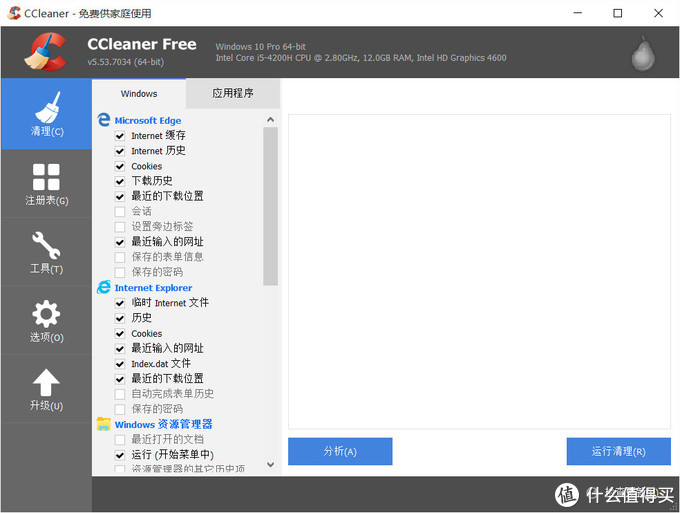 CCleaner - 免费供家庭使用
CCleaner Free
v5.53.7034 (64-bit)
Windows 10 Pro 64-bit
Intel Core i5-4200H CPU @ 2.80GHz, 12.0GB RAM, Intel HD Graphics 4600
清理(C)
注册表(G)
工具(T)
选项(O)
升级(U)
Windows
应用程序
Microsoft Edge
Internet 缓存
Internet 历史
Cookies
下载历史
最近的下载位置
会话
设置旁边标签
最近输入的网址
保存的表单信息
保存的密码
Internet Explorer
临时 Internet 文件
历史
Cookies
最近输入的网址
Index.dat 文件
最近的下载位置
自动完成表单历史
保存的密码
Windows 资源管理器
最近打开的文档
运行 (开始菜单中)
资源管理器的其它历史项
分析(A)
运行清理(R)
值 什么值得买